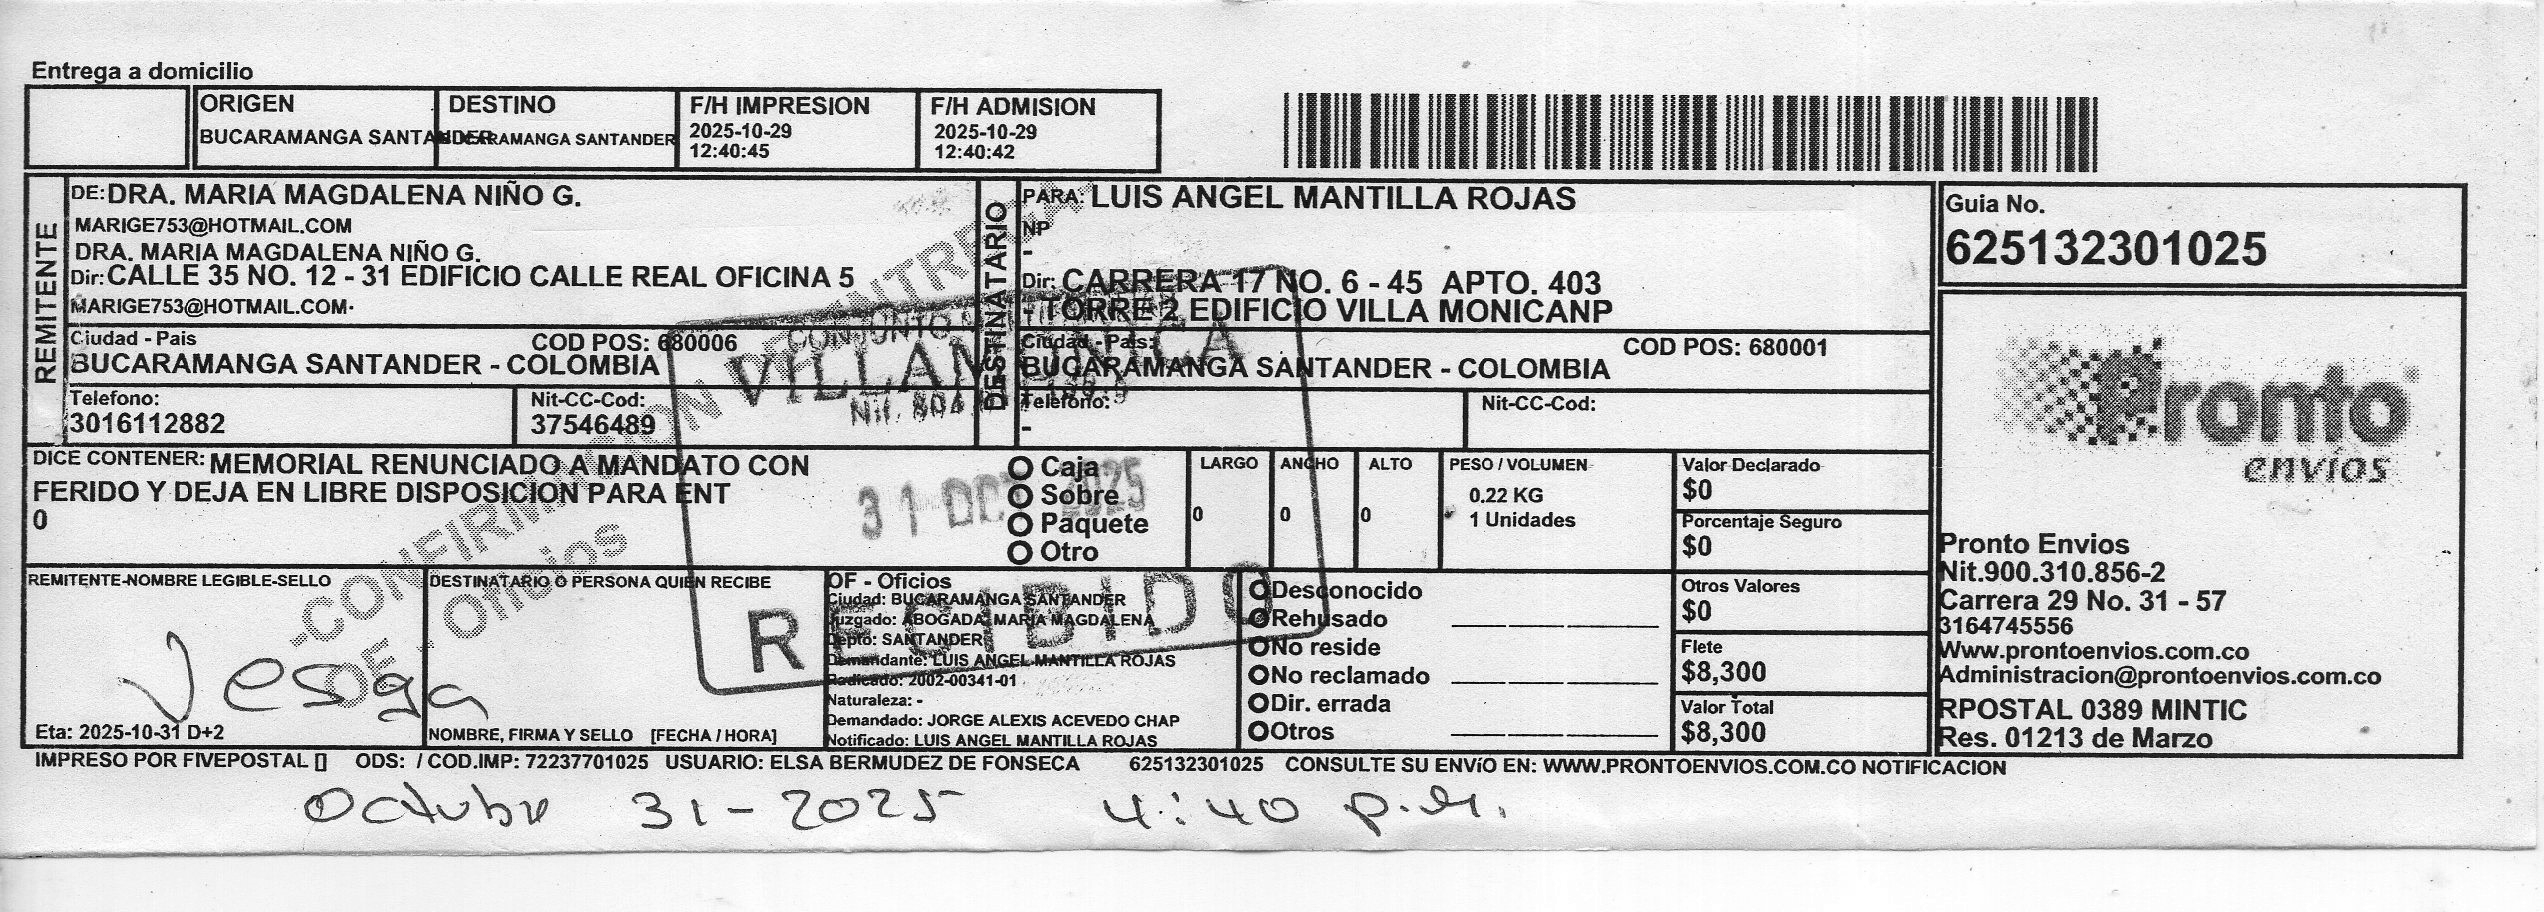 Entrega a domicilio
ORIGEN
BUCARAMANGA SANTANDER
DESTINO
BUCARAMANGA SANTANDER
F/H IMPRESION
2025-10-29
12:40:45
F/H ADMISION
2025-10-29
12:40:42
REMITENTE
DE: DRA. MARIA MAGDALENA NIÑO G.
MARIGE753@HOTMAIL.COM
DRA. MARIA MAGDALENA NIÑO G.
Dir: CALLE 35 NO. 12 - 31 EDIFICIO CALLE REAL OFICINA 5
MARIGE753@HOTMAIL.COM-
Ciudad - Pais
COD POS: 680006
BUCARAMANGA SANTANDER - COLOMBIA
Telefono:
3016112882
Nit-CC-Cod:
37546489
DESTINATARIO
PARA: LUIS ANGEL MANTILLA ROJAS
NP
-
Dir: CARRERA 17 NO. 6 - 45 APTO. 403
- TORRE 2 EDIFICIO VILLA MONICANP
Ciudad - Pais:
COD POS: 680001
BUCARAMANGA SANTANDER - COLOMBIA
Telefono:
-
Nit-CC-Cod:
Guia No.
625132301025
Pronto
envíos
Pronto Envios
Nit.900.310.856-2
Carrera 29 No. 31 - 57
3164745556
Www.prontoenvios.com.co
Administracion@prontoenvios.com.co
RPOSTAL 0389 MINTIC
Res. 01213 de Marzo
DICE CONTENER: MEMORIAL RENUNCIADO A MANDATO CON
FERIDO Y DEJA EN LIBRE DISPOSICION PARA ENT
0
Caja
Sobre
Paquete
Otro
LARGO
0
ANCHO
0
ALTO
0
PESO / VOLUMEN
0.22 KG
1 Unidades
Valor Declarado
$0
Porcentaje Seguro
$0
Otros Valores
$0
Flete
$8,300
Valor Total
$8,300
REMITENTE-NOMBRE LEGIBLE-SELLO
Vesga
Eta: 2025-10-31 D+2
DESTINATARIO O PERSONA QUIEN RECIBE
NOMBRE, FIRMA Y SELLO [FECHA / HORA]
OF - Oficios
Ciudad: BUCARAMANGA SANTANDER
Juzgado: ABOGADA MARIA MAGDALENA
Depto: SANTANDER
Demandante: LUIS ANGEL MANTILLA ROJAS
Radicado: 2002-00341-01
Naturaleza: -
Demandado: JORGE ALEXIS ACEVEDO CHAP
Notificado: LUIS ANGEL MANTILLA ROJAS
Desconocido
Rehusado
No reside
No reclamado
Dir. errada
Otros
-CONFIRMACION ENTREGA
OF - Oficios
CONJUNTO
VILLA MONICA
Nit.
31 OCT 2025
RECIBIDO
IMPRESO POR FIVEPOSTAL [] ODS: / COD.IMP: 72237701025 USUARIO: ELSA BERMUDEZ DE FONSECA 625132301025 CONSULTE SU ENVíO EN: WWW.PRONTOENVIOS.COM.CO NOTIFICACION
Octubre 31-2025 4:40 p.m.